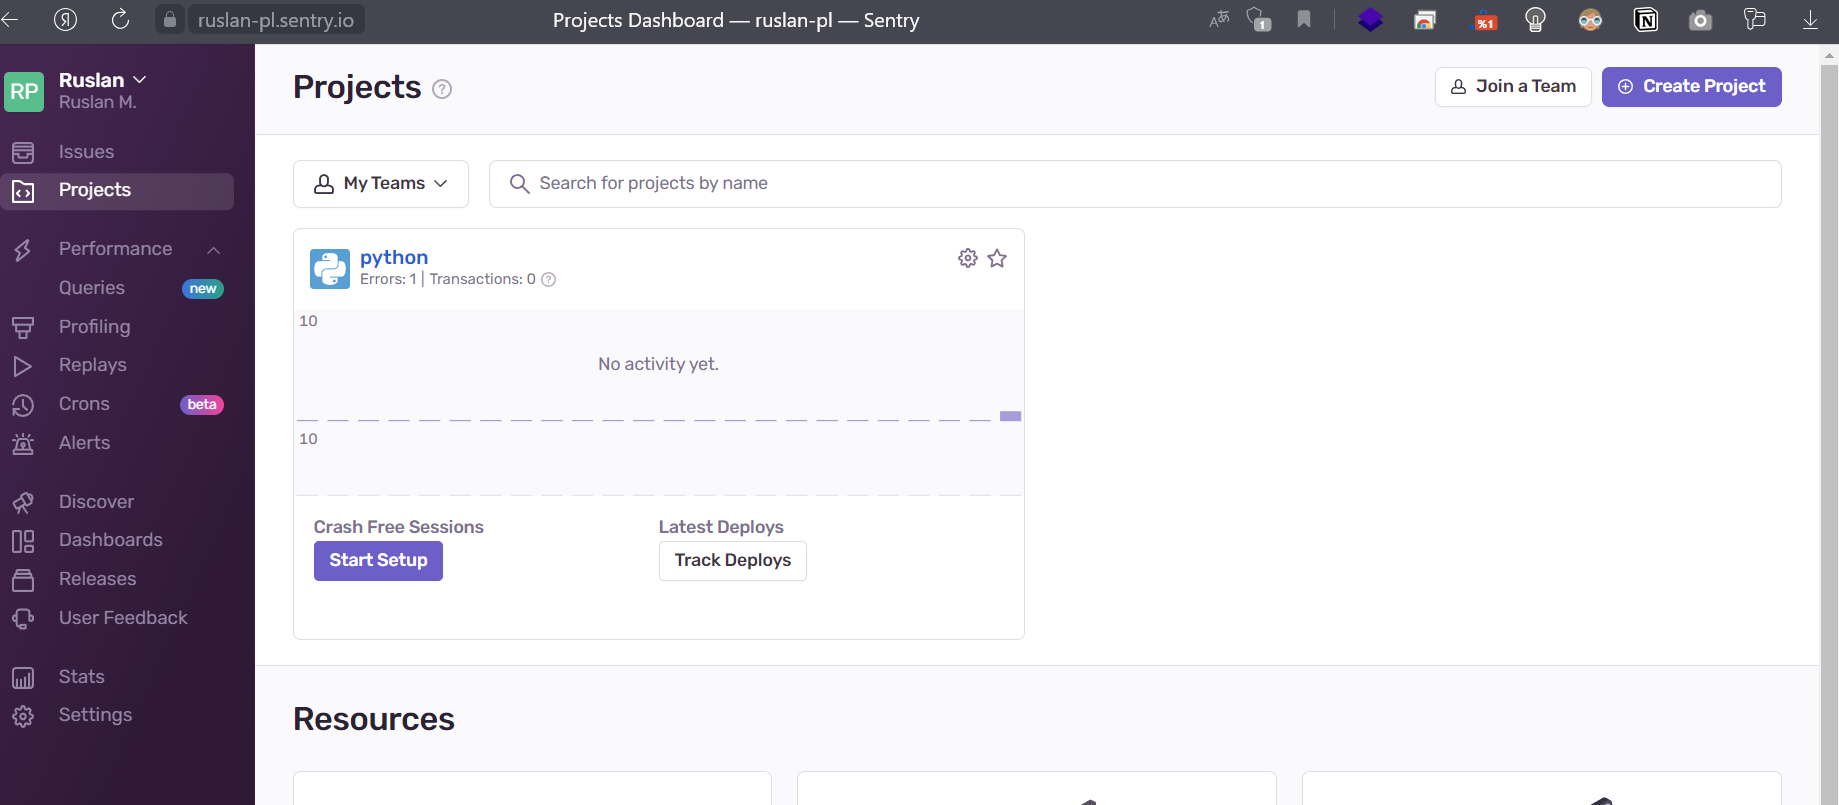 ruslan-pl.sentry.io
Projects Dashboard — ruslan-pl — Sentry
1
%1
RP
Ruslan
Ruslan M.
Issues
Projects
Performance
Queries new
Profiling
Replays
Crons beta
Alerts
Discover
Dashboards
Releases
User Feedback
Stats
Settings
Projects ?
Join a Team
Create Project
My Teams
Search for projects by name
python
Errors: 1 | Transactions: 0 ?
10
No activity yet.
10
Crash Free Sessions
Start Setup
Latest Deploys
Track Deploys
Resources